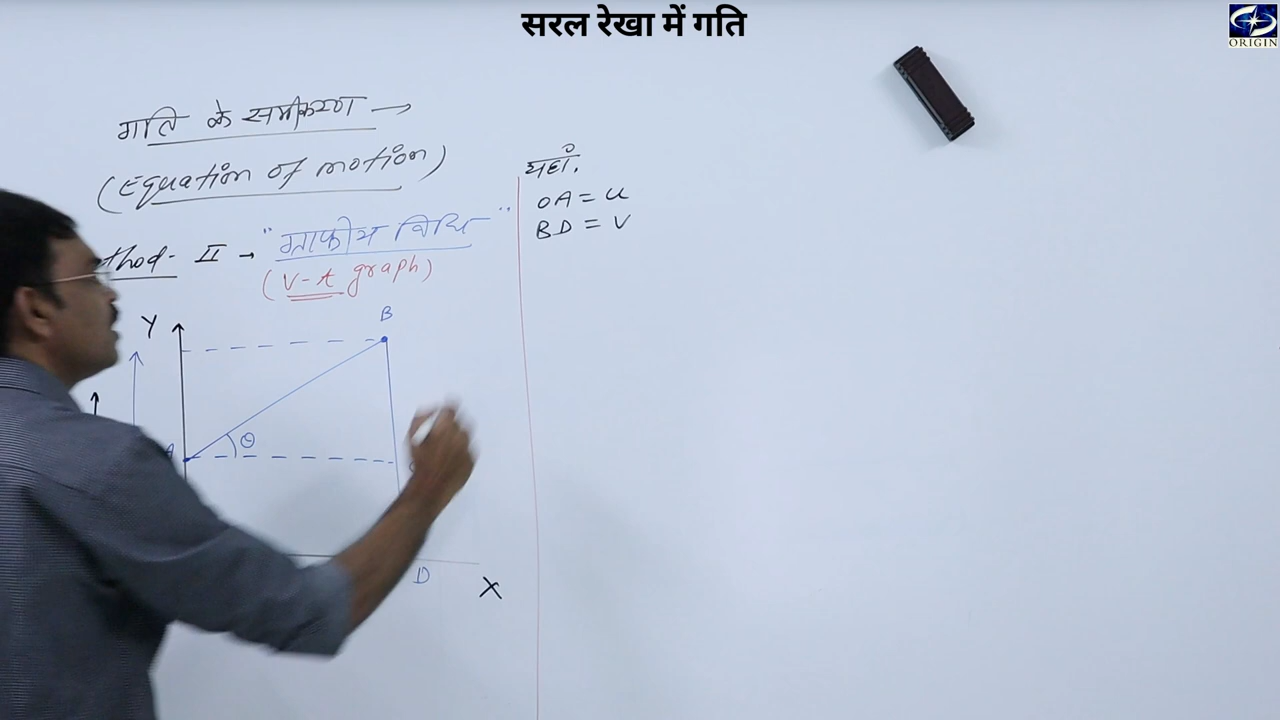 सरल रेखा में गति
ORIGIN
गति के समीकरण →
(Equation of motion)
thod - II → "ग्राफीय विधि"
(v-t graph)
यहाँ,
OA = u
BD = v
Y
B
A
θ
D
X